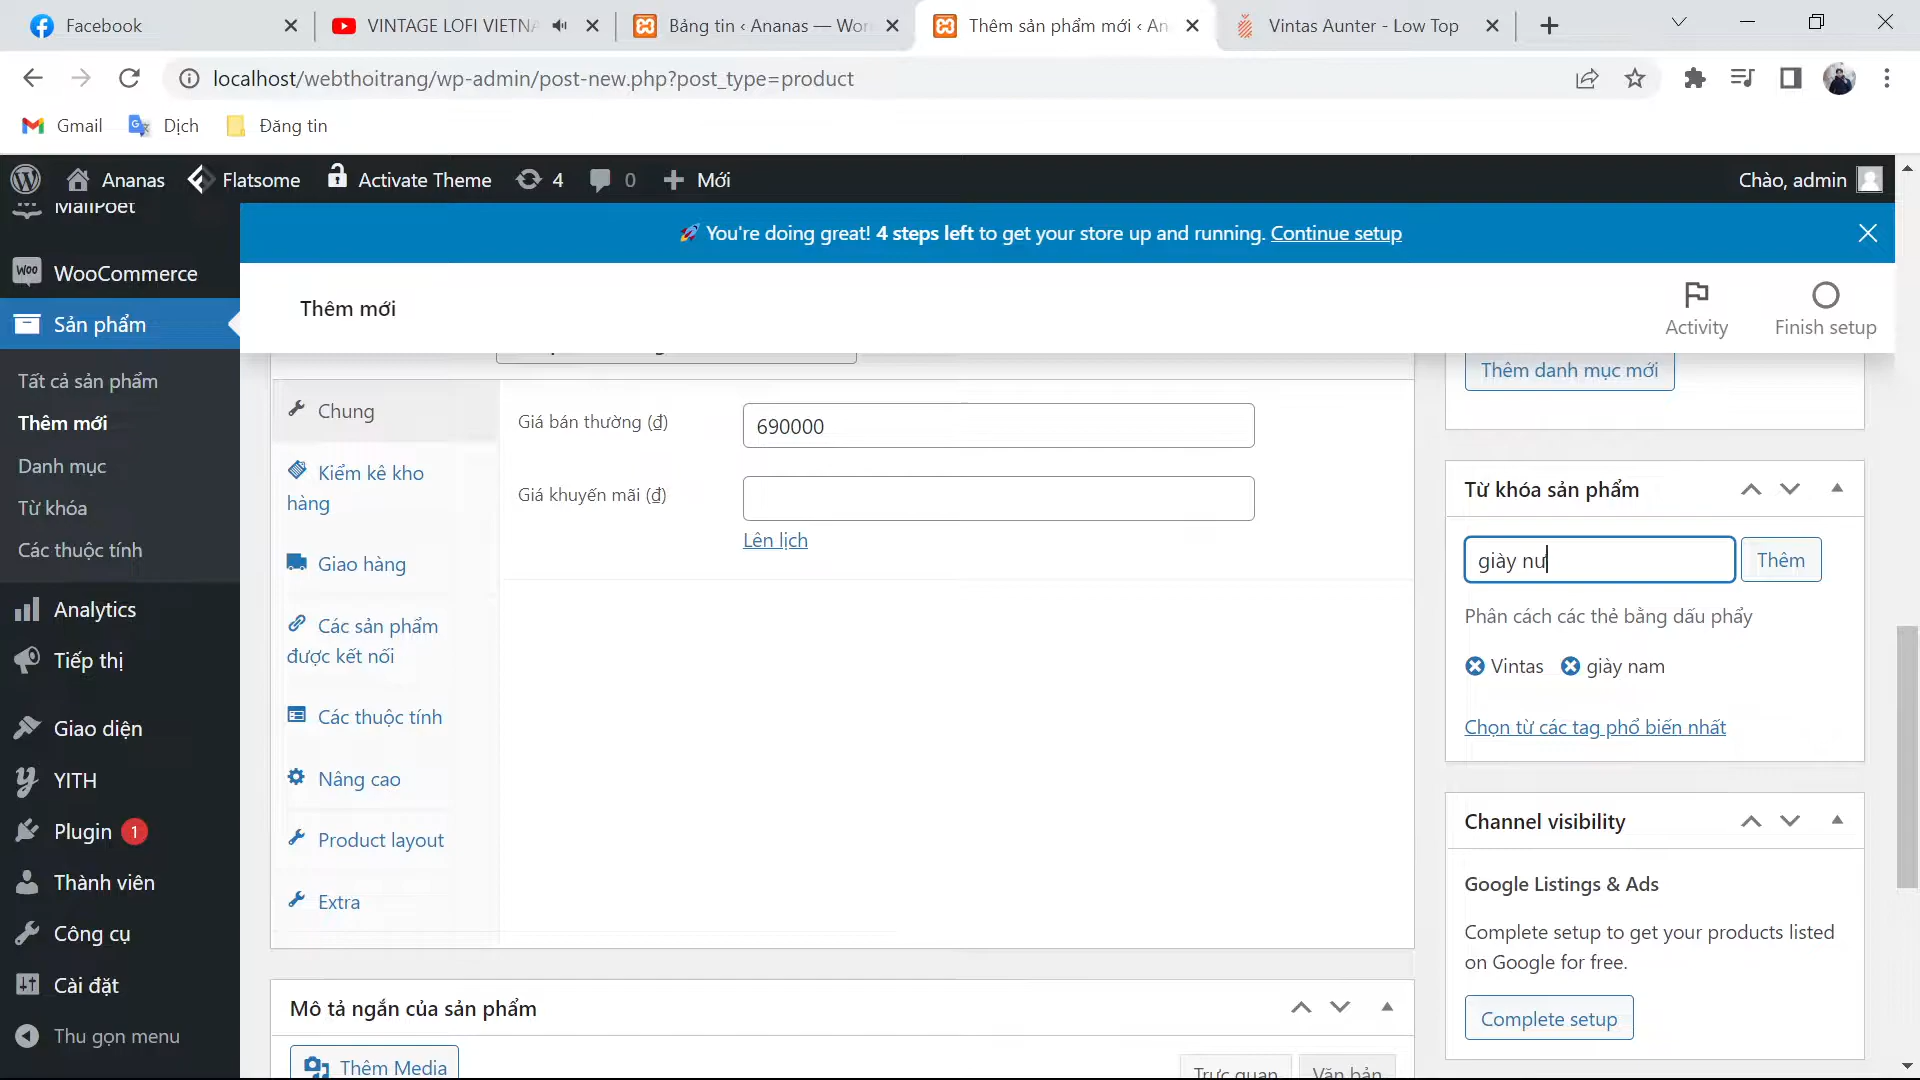 Facebook
VINTAGE LOFI VIETNA
Bảng tin ‹ Ananas — Wor
Thêm sản phẩm mới ‹ An
Vintas Aunter - Low Top
localhost/webthoitrang/wp-admin/post-new.php?post_type=product
Gmail
Dịch
Đăng tin
Ananas
Flatsome
Activate Theme
4
0
Mới
Chào, admin
MailPoet
🚀 You're doing great! 4 steps left to get your store up and running. Continue setup
WooCommerce
Sản phẩm
Tất cả sản phẩm
Thêm mới
Danh mục
Từ khóa
Các thuộc tính
Analytics
Tiếp thị
Giao diện
YITH
Plugin 1
Thành viên
Công cụ
Cài đặt
Thu gọn menu
Thêm mới
Activity
Finish setup
Chung
Kiểm kê kho
hàng
Giao hàng
Các sản phẩm
được kết nối
Các thuộc tính
Nâng cao
Product layout
Extra
Giá bán thường (₫)
690000
Giá khuyến mãi (₫)
Lên lịch
Mô tả ngắn của sản phẩm
Thêm Media
Trực quan
Văn bản
Thêm danh mục mới
Từ khóa sản phẩm
giày nư
Thêm
Phân cách các thẻ bằng dấu phẩy
Vintas
giày nam
Chọn từ các tag phổ biến nhất
Channel visibility
Google Listings & Ads
Complete setup to get your products listed
on Google for free.
Complete setup